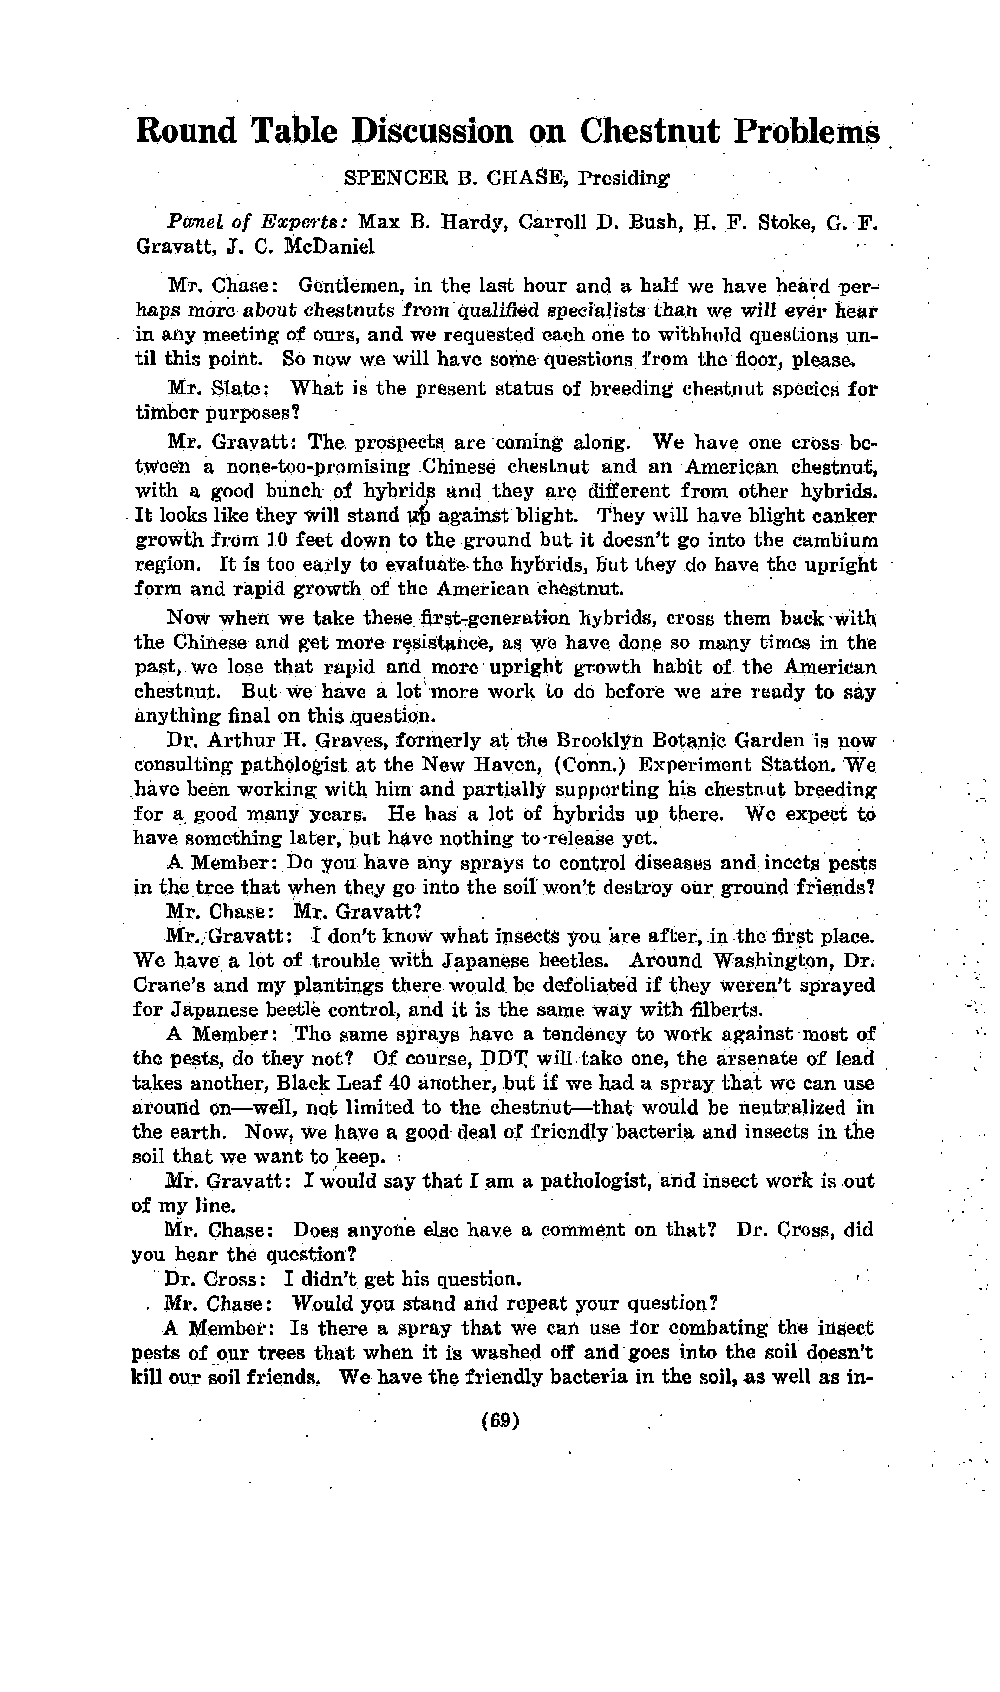 Round Table Discussion on Chestnut Problems
SPENCER B. CHASE, Presiding
Panel of Experts: Max B. Hardy, Carroll D. Bush, H. F. Stoke, G. F.
Gravatt, J. C. McDaniel
Mr. Chase: Gentlemen, in the last hour and a half we have heard per-
haps more about chestnuts from qualified specialists than we will ever hear
in any meeting of ours, and we requested each one to withhold questions un-
til this point. So now we will have some questions from the floor, please.
Mr. Slate: What is the present status of breeding chestnut species for
timber purposes?
Mr. Gravatt: The prospects are coming along. We have one cross be-
tween a none-too-promising Chinese chestnut and an American chestnut,
with a good bunch of hybrids and they are different from other hybrids.
It looks like they will stand up against blight. They will have blight canker
growth from 10 feet down to the ground but it doesn't go into the cambium
region. It is too early to evaluate the hybrids, but they do have the upright
form and rapid growth of the American chestnut.
Now when we take these first-generation hybrids, cross them back with
the Chinese and get more resistance, as we have done so many times in the
past, we lose that rapid and more upright growth habit of the American
chestnut. But we have a lot more work to do before we are ready to say
anything final on this question.
Dr. Arthur H. Graves, formerly at the Brooklyn Botanic Garden is now
consulting pathologist at the New Haven, (Conn.) Experiment Station. We
have been working with him and partially supporting his chestnut breeding
for a good many years. He has a lot of hybrids up there. We expect to
have something later, but have nothing to release yet.
A Member: Do you have any sprays to control diseases and incets pests
in the tree that when they go into the soil won't destroy our ground friends?
Mr. Chase: Mr. Gravatt?
Mr. Gravatt: I don't know what insects you are after, in the first place.
We have a lot of trouble with Japanese beetles. Around Washington, Dr.
Crane's and my plantings there would be defoliated if they weren't sprayed
for Japanese beetle control, and it is the same way with filberts.
A Member: The same sprays have a tendency to work against most of
the pests, do they not? Of course, DDT will take one, the arsenate of lead
takes another, Black Leaf 40 another, but if we had a spray that we can use
around on—well, not limited to the chestnut—that would be neutralized in
the earth. Now, we have a good deal of friendly bacteria and insects in the
soil that we want to keep.
Mr. Gravatt: I would say that I am a pathologist, and insect work is out
of my line.
Mr. Chase: Does anyone else have a comment on that? Dr. Cross, did
you hear the question?
Dr. Cross: I didn't get his question.
Mr. Chase: Would you stand and repeat your question?
A Member: Is there a spray that we can use for combating the insect
pests of our trees that when it is washed off and goes into the soil doesn't
kill our soil friends. We have the friendly bacteria in the soil, as well as in-
(69)